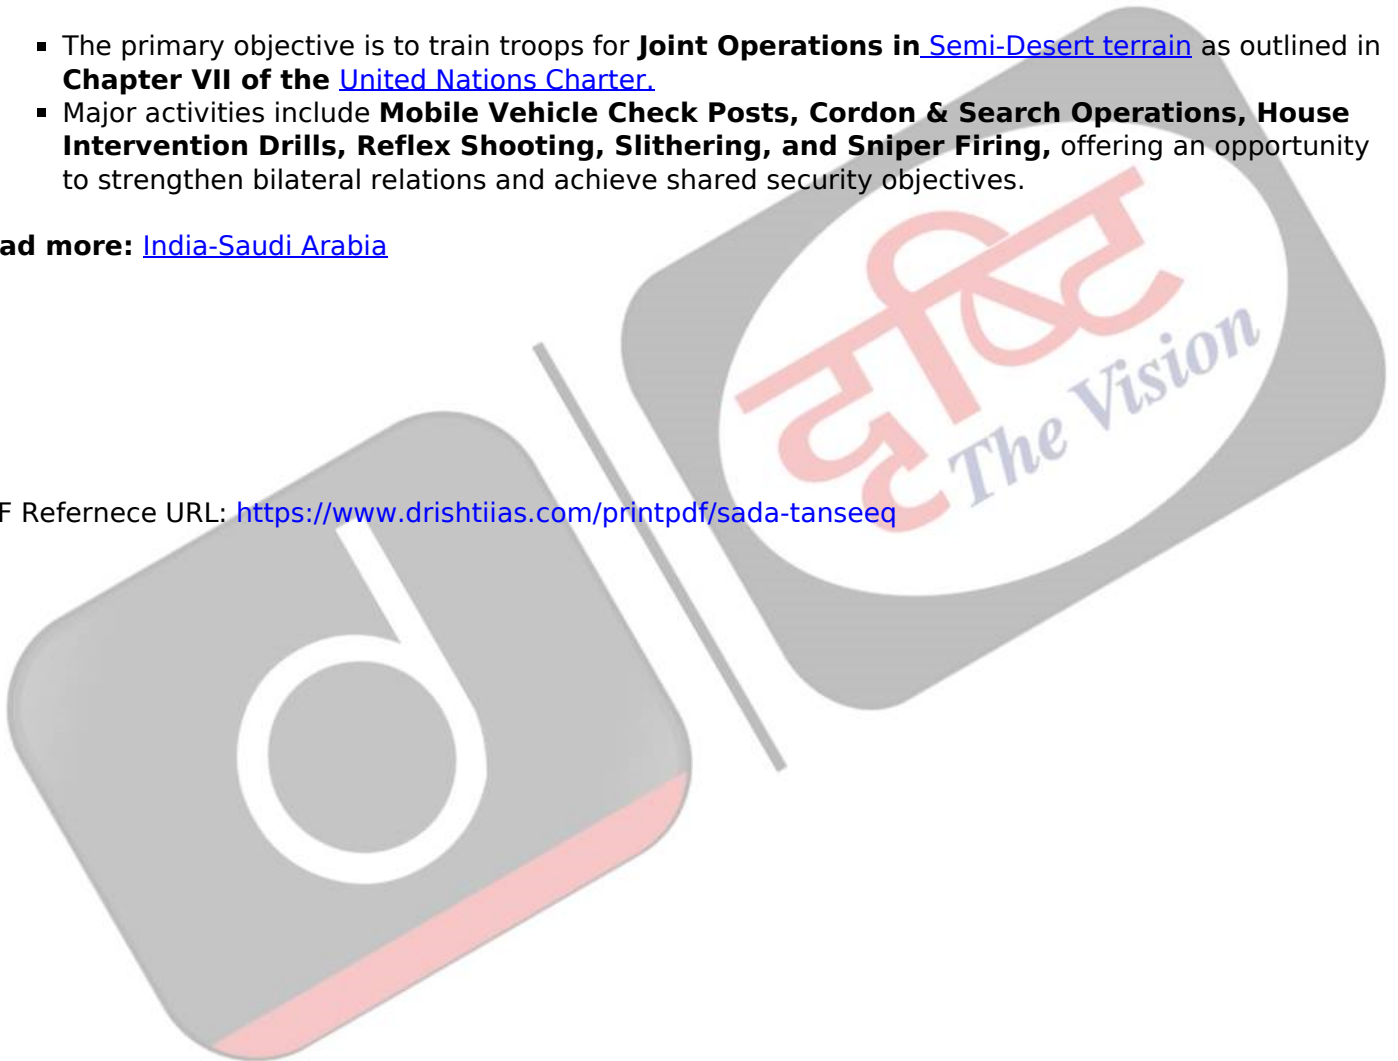 ▪ The primary objective is to train troops for Joint Operations in Semi-Desert terrain as outlined in
Chapter VII of the United Nations Charter.
▪ Major activities include Mobile Vehicle Check Posts, Cordon & Search Operations, House
Intervention Drills, Reflex Shooting, Slithering, and Sniper Firing, offering an opportunity
to strengthen bilateral relations and achieve shared security objectives.
ad more: India-Saudi Arabia
दृष्टि
The Vision
F Refernece URL: https://www.drishtiias.com/printpdf/sada-tanseeq
d